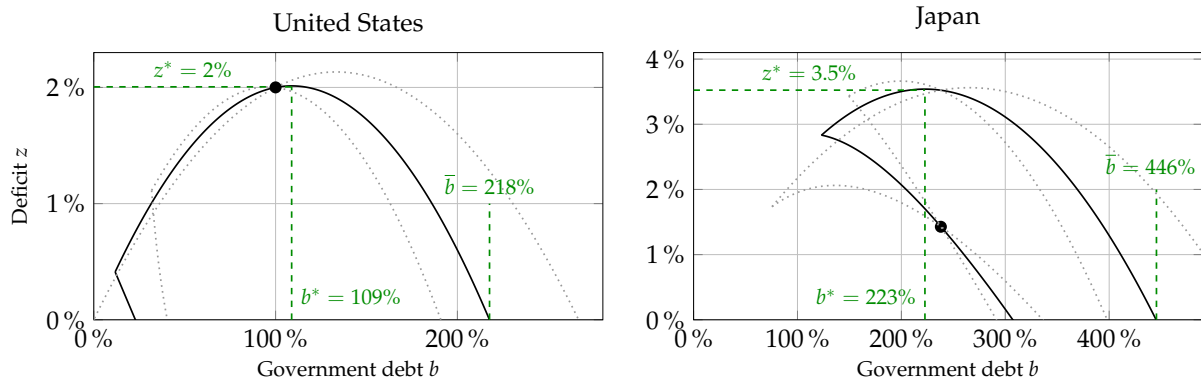 United States
z* = 2%
b̄ = 218%
b* = 109%
2 %
1 %
0 %
0 %
100 %
200 %
Deficit z
Government debt b
Japan
z* = 3.5%
b̄ = 446%
b* = 223%
4 %
3 %
2 %
1 %
0 %
0 %
100 %
200 %
300 %
400 %
Government debt b